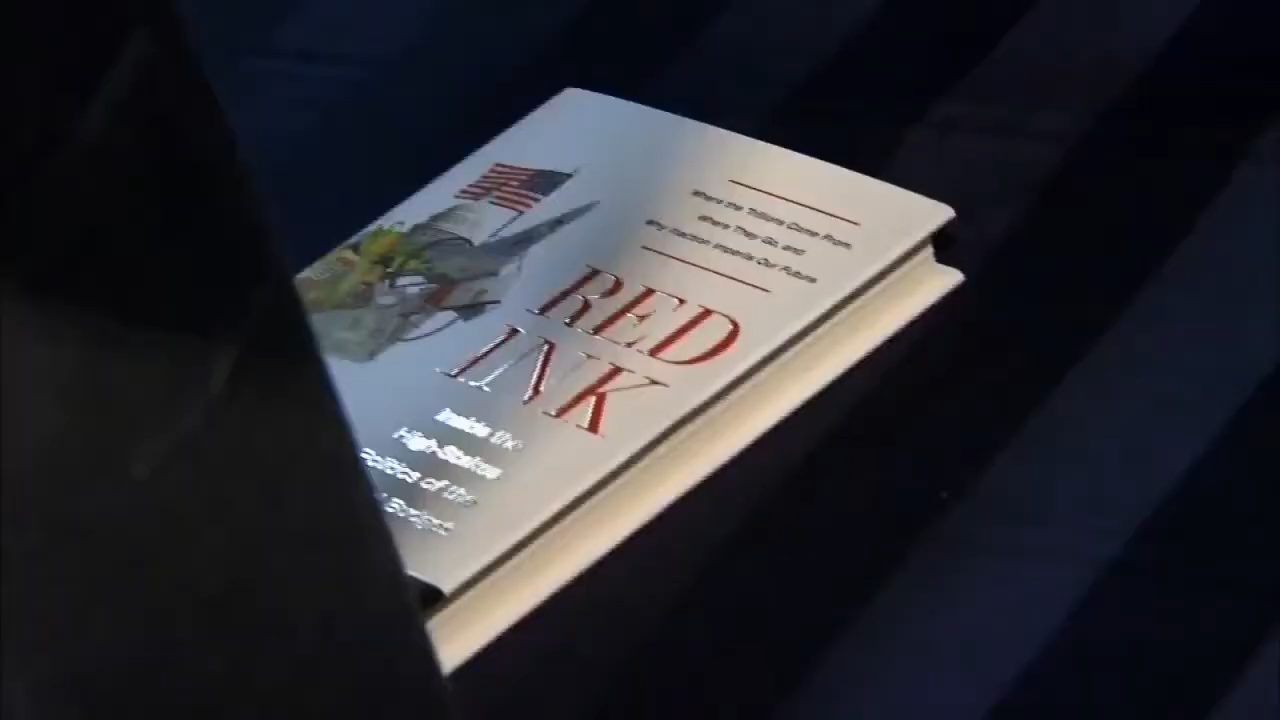 Where the Trillions Come From,
Where They Go, and
Why Inaction Imperils Our Future
RED
INK
Inside the
High-Stakes
Politics of the
Budget